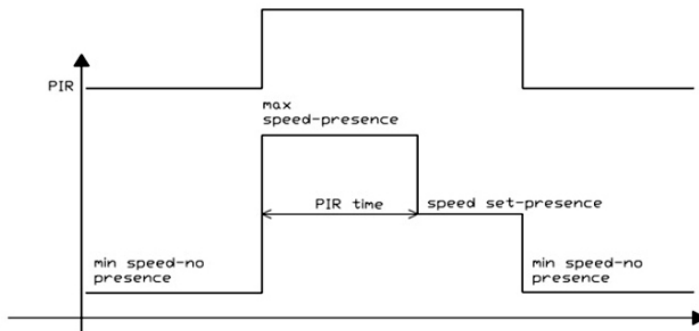 PIR
max
speed-presence
PIR time
speed set-presence
min speed-no
presence
min speed-no
presence